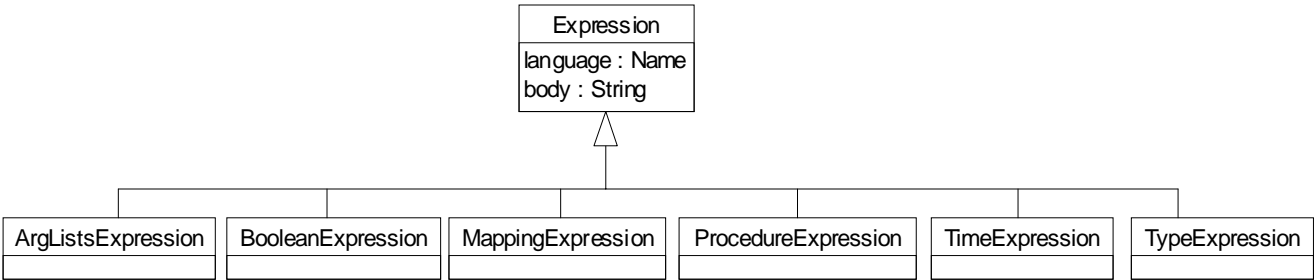 Expression
language : Name
body : String
ArgListsExpression
BooleanExpression
MappingExpression
ProcedureExpression
TimeExpression
TypeExpression